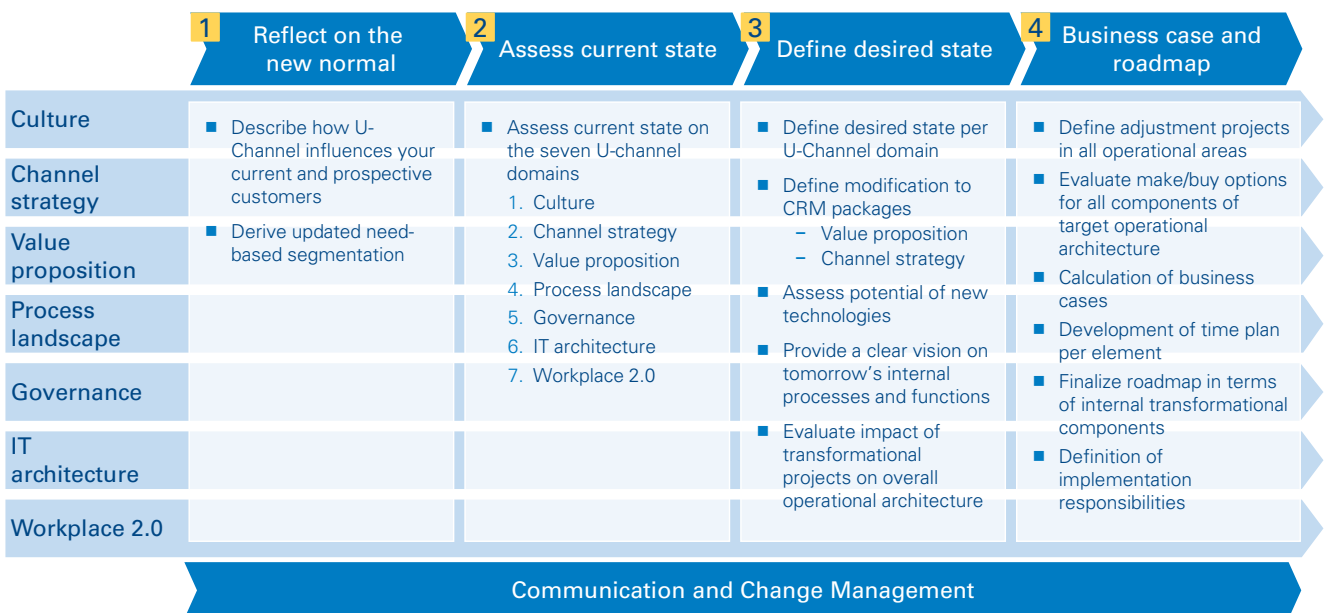 1
Reflect on the
new normal
2
Assess current state
3
Define desired state
4
Business case and
roadmap
Culture
Channel
strategy
Value
proposition
Process
landscape
Governance
IT
architecture
Workplace 2.0
■ Describe how U-
Channel influences your
current and prospective
customers
■ Derive updated need-
based segmentation
■ Assess current state on
the seven U-channel
domains
1. Culture
2. Channel strategy
3. Value proposition
4. Process landscape
5. Governance
6. IT architecture
7. Workplace 2.0
■ Define desired state per
U-Channel domain
■ Define modification to
CRM packages
– Value proposition
– Channel strategy
■ Assess potential of new
technologies
■ Provide a clear vision on
tomorrow's internal
processes and functions
■ Evaluate impact of
transformational
projects on overall
operational architecture
■ Define adjustment projects
in all operational areas
■ Evaluate make/buy options
for all components of
target operational
architecture
■ Calculation of business
cases
■ Development of time plan
per element
■ Finalize roadmap in terms
of internal transformational
components
■ Definition of
implementation
responsibilities
Communication and Change Management